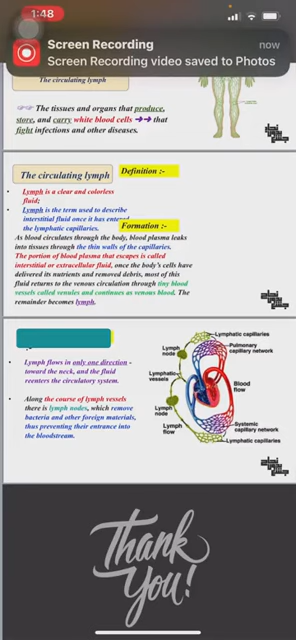 1:48
Screen Recording
now
Screen Recording video saved to Photos
The circulating lymph
The tissues and organs that produce,
store, and carry white blood cells ➔➔ that
fight infections and other diseases.
The circulating lymph
Definition :-
• Lymph is a clear and colorless
fluid;
• Lymph is the term used to describe
interstitial fluid once it has entered
the lymphatic capillaries.
Formation :-
As blood circulates through the body, blood plasma leaks
into tissues through the thin walls of the capillaries.
The portion of blood plasma that escapes is called
interstitial or extracellular fluid, once the body's cells have
delivered its nutrients and removed debris, most of this
fluid returns to the venous circulation through tiny blood
vessels called venules and continues as venous blood. The
remainder becomes lymph.
• Lymph flows in only one direction -
toward the neck, and the fluid
reenters the circulatory system.
• Along the course of lymph vessels
there is lymph nodes, which remove
bacteria and other foreign materials,
thus preventing their entrance into
the bloodstream.
Lymphatic capillaries
Lymph
node
Pulmonary
capillary network
Lymphatic
vessels
Blood
flow
Lymph
node
Lymph
flow
Systemic
capillary network
Lymphatic capillaries
Thank
You!